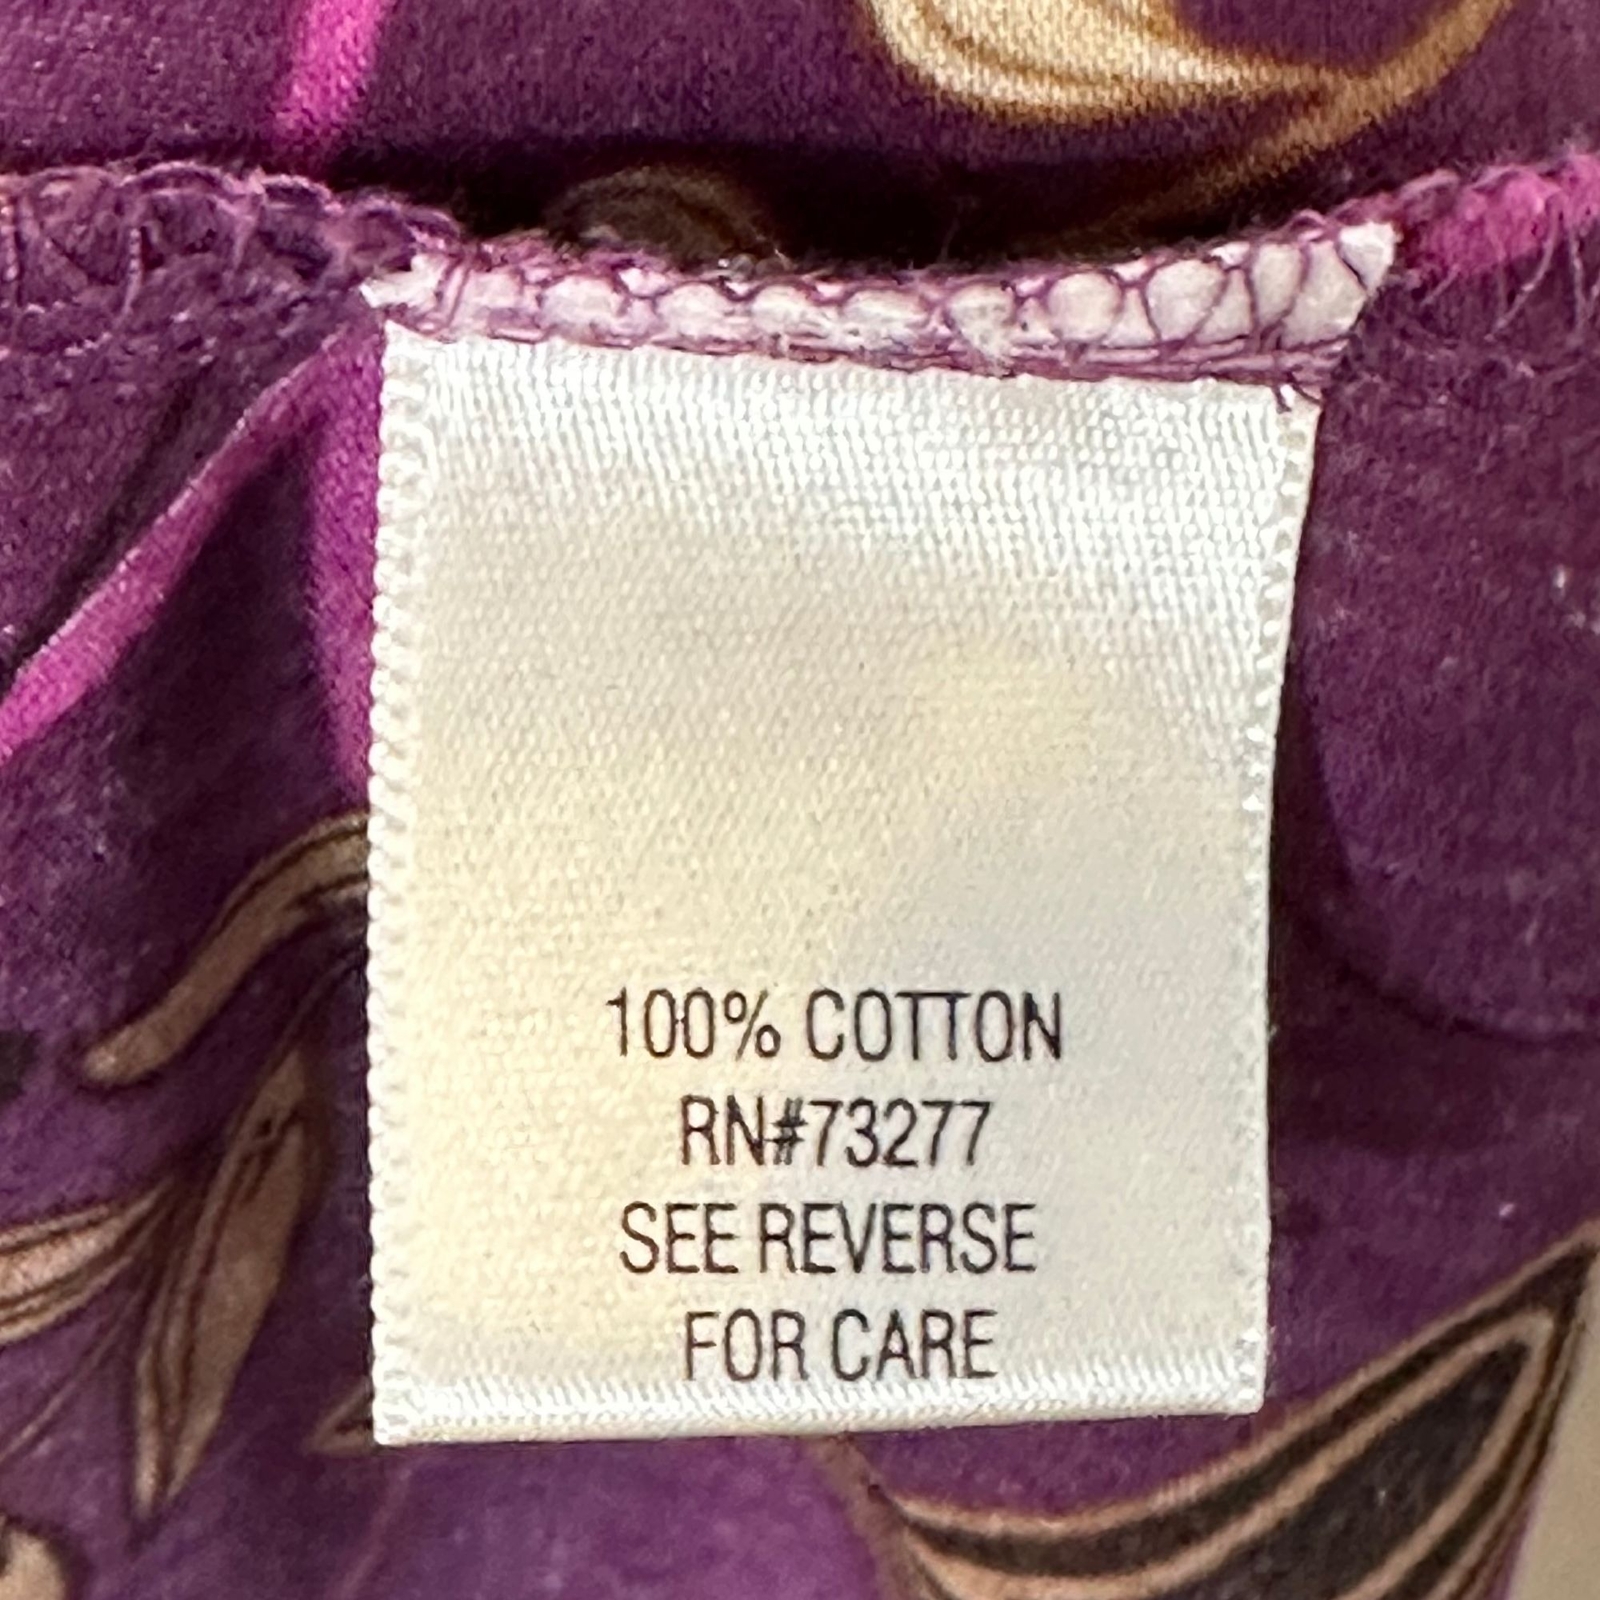 100% COTTON
RN#73277
SEE REVERSE
FOR CARE